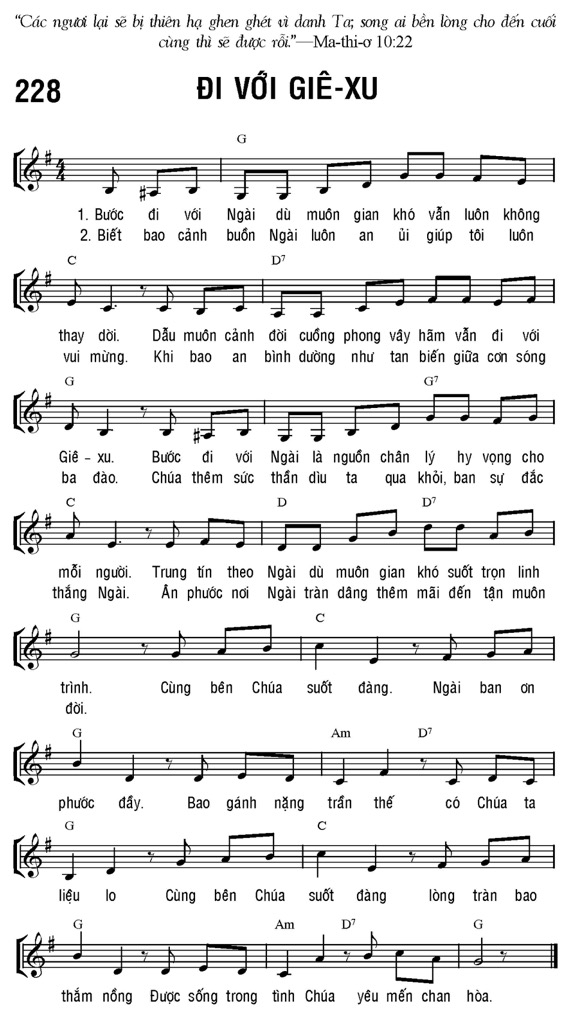 “Các ngươi lại sẽ bị thiên hạ ghen ghét vì danh Ta; song ai bền lòng cho đến cuối
cùng thì sẽ được rỗi.”—Ma-thi-ơ 10:22
228 ĐI VỚI GIÊ-XU
G
4/4
1. Bước đi với Ngài dù muôn gian khó vẫn luôn không
2. Biết bao cảnh buồn Ngài luôn an ủi giúp tôi luôn
C D7
thay dời. Dẫu muôn cảnh đời cuồng phong vây hãm vẫn đi với
vui mừng. Khi bao an bình dường như tan biến giữa cơn sóng
G G7
Giê – xu. Bước đi với Ngài là nguồn chân lý hy vọng cho
ba đào. Chúa thêm sức thần dìu ta qua khỏi, ban sự đắc
C D D7
mỗi người. Trung tín theo Ngài dù muôn gian khó suốt trọn linh
thắng Ngài. Ân phước nơi Ngài tràn dâng thêm mãi đến tận muôn
G C
trình. Cùng bên Chúa suốt đàng. Ngài ban ơn
đời.
G Am D7
phước đầy. Bao gánh nặng trần thế có Chúa ta
G C
liệu lo Cùng bên Chúa suốt đàng lòng tràn bao
G Am D7 G
thắm nồng Được sống trong tình Chúa yêu mến chan hòa.